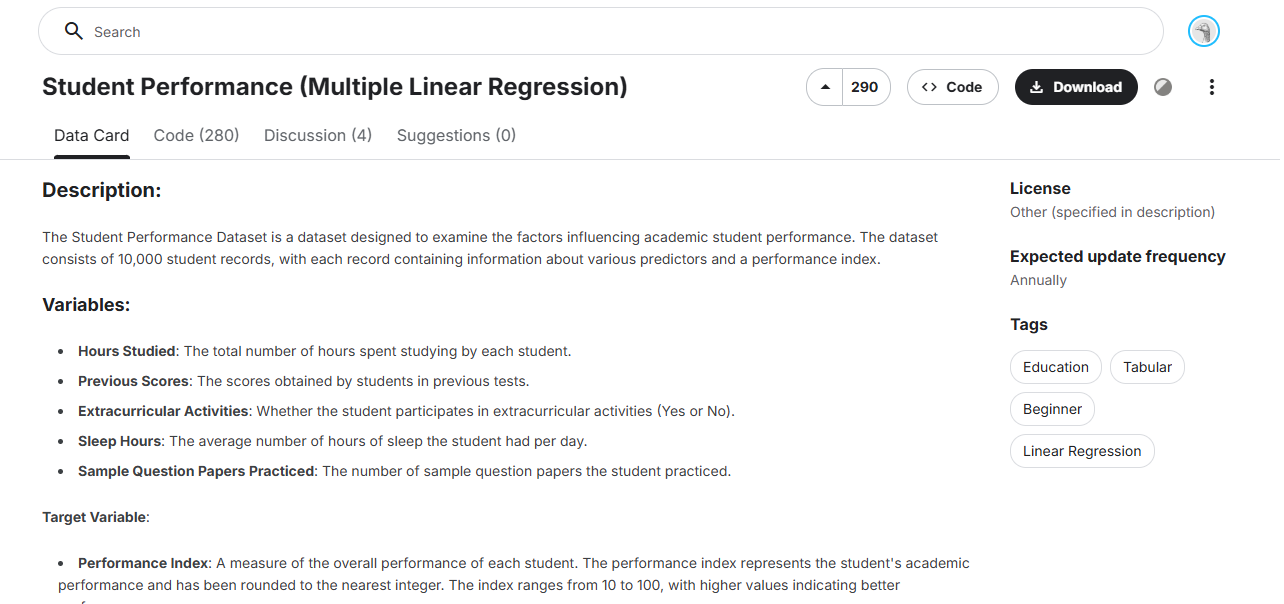 Search
Student Performance (Multiple Linear Regression)
290
Code
Download
Data Card
Code (280)
Discussion (4)
Suggestions (0)
Description:
The Student Performance Dataset is a dataset designed to examine the factors influencing academic student performance. The dataset
consists of 10,000 student records, with each record containing information about various predictors and a performance index.
Variables:
• Hours Studied: The total number of hours spent studying by each student.
• Previous Scores: The scores obtained by students in previous tests.
• Extracurricular Activities: Whether the student participates in extracurricular activities (Yes or No).
• Sleep Hours: The average number of hours of sleep the student had per day.
• Sample Question Papers Practiced: The number of sample question papers the student practiced.
Target Variable:
• Performance Index: A measure of the overall performance of each student. The performance index represents the student's academic
performance and has been rounded to the nearest integer. The index ranges from 10 to 100, with higher values indicating better
License
Other (specified in description)
Expected update frequency
Annually
Tags
Education
Tabular
Beginner
Linear Regression